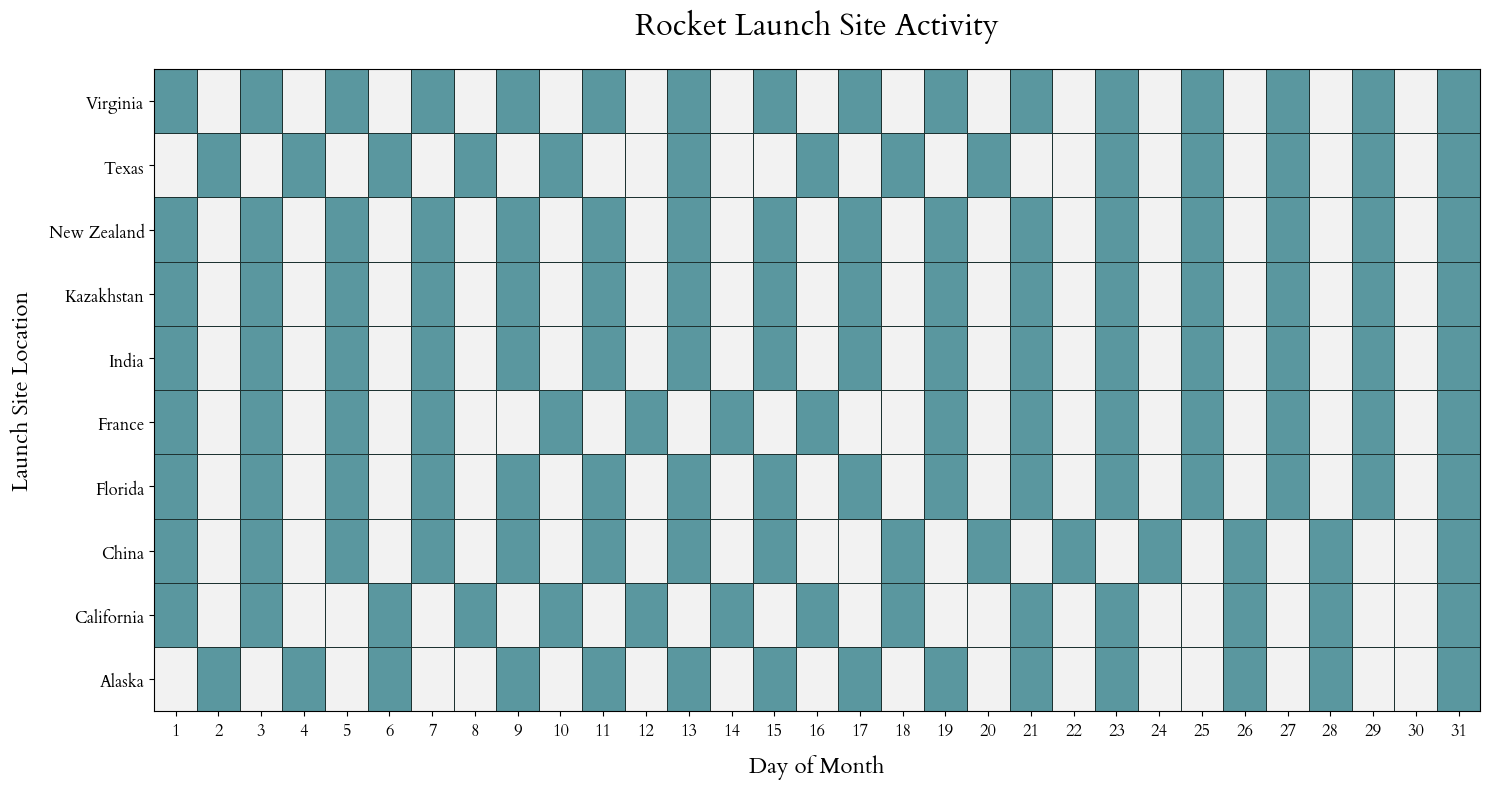 Rocket Launch Site Activity
Launch Site Location
Virginia
Texas
New Zealand
Kazakhstan
India
France
Florida
China
California
Alaska
1 2 3 4 5 6 7 8 9 10 11 12 13 14 15 16 17 18 19 20 21 22 23 24 25 26 27 28 29 30 31
Day of Month